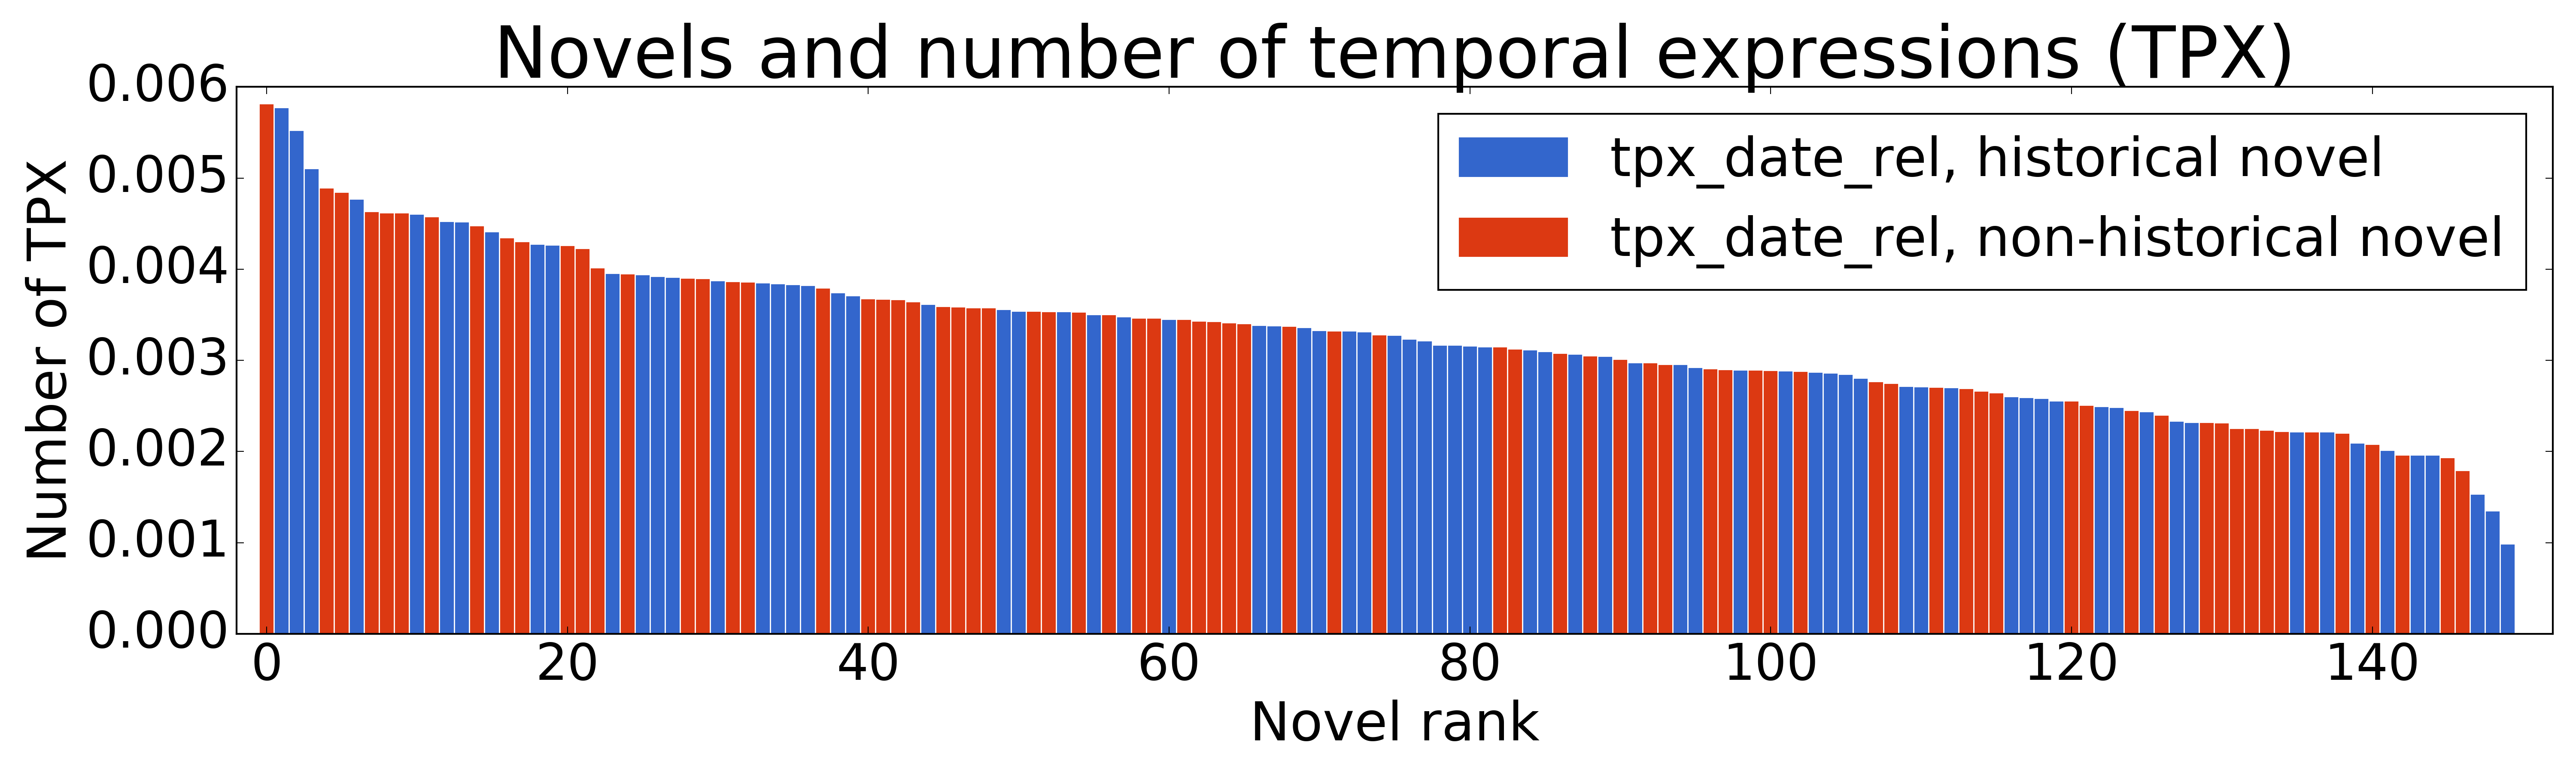 Novels and number of temporal expressions (TPX)
Number of TPX
0.006
0.005
0.004
0.003
0.002
0.001
0.000
tpx_date_rel, historical novel
tpx_date_rel, non-historical novel
0 20 40 60 80 100 120 140
Novel rank